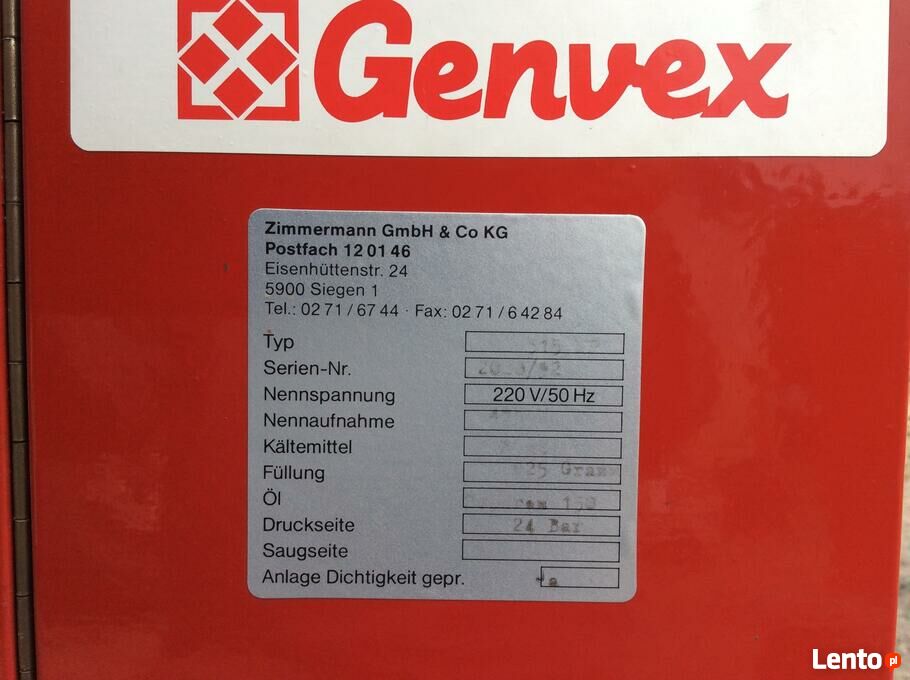 Genvex
Zimmermann GmbH & Co KG
Postfach 12 01 46
Eisenhüttenstr. 24
5900 Siegen 1
Tel.: 02 71 / 67 44 · Fax: 02 71 / 6 42 84
Typ
Serien-Nr.
Nennspannung 220 V/50 Hz
Nennaufnahme
Kältemittel
Füllung
Öl
Druckseite 24 Bar
Saugseite
Anlage Dichtigkeit gepr. Ja
Lento pl